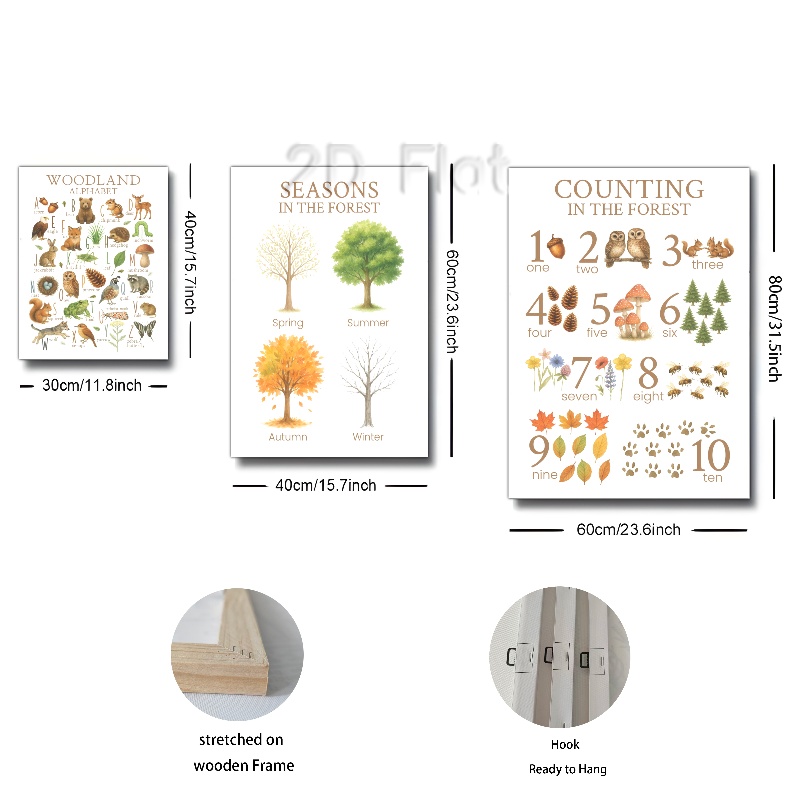 2D Flat
WOODLAND
ALPHABET
A
B
D
E
F
SEASONS
IN THE FOREST
Spring
Summer
Autumn
Winter
COUNTING
IN THE FOREST
1 2 3
one two three
4 5 6
four five six
7 8
seven eight
9 10
nine ten
40cm/15.7inch
30cm/11.8inch
60cm/23.6inch
40cm/15.7inch
80cm/31.5inch
60cm/23.6inch
stretched on
wooden Frame
Hook
Ready to Hang